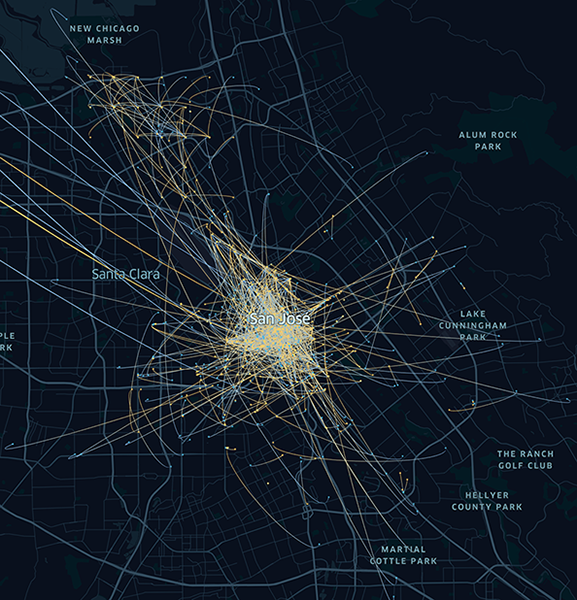 NEW CHICAGO
MARSH
ALUM ROCK
PARK
Santa Clara
San José
LAKE
CUNNINGHAM
PARK
PLE
RK
THE RANCH
GOLF CLUB
HELLYER
COUNTY PARK
MARTIAL
COTTLE PARK